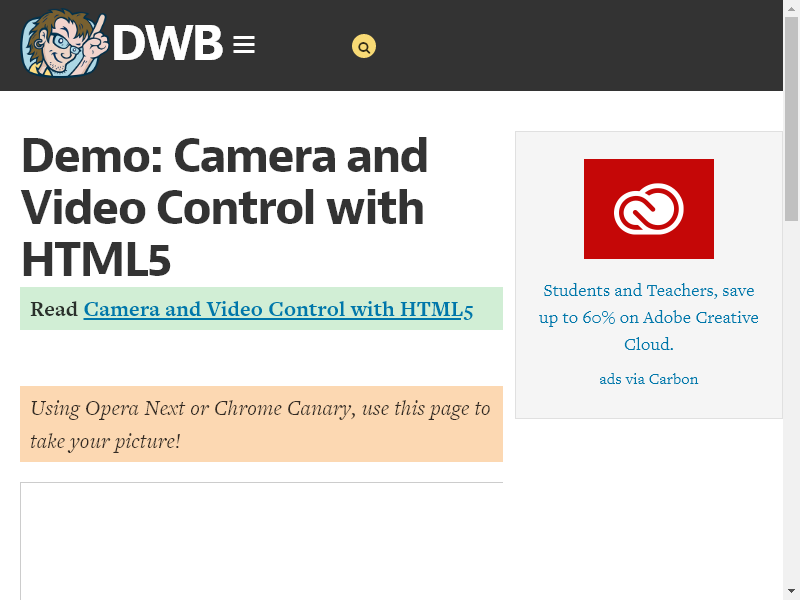 DWB
Demo: Camera and
Video Control with
HTML5
Read Camera and Video Control with HTML5
Using Opera Next or Chrome Canary, use this page to
take your picture!
Students and Teachers, save
up to 60% on Adobe Creative
Cloud.
ads via Carbon